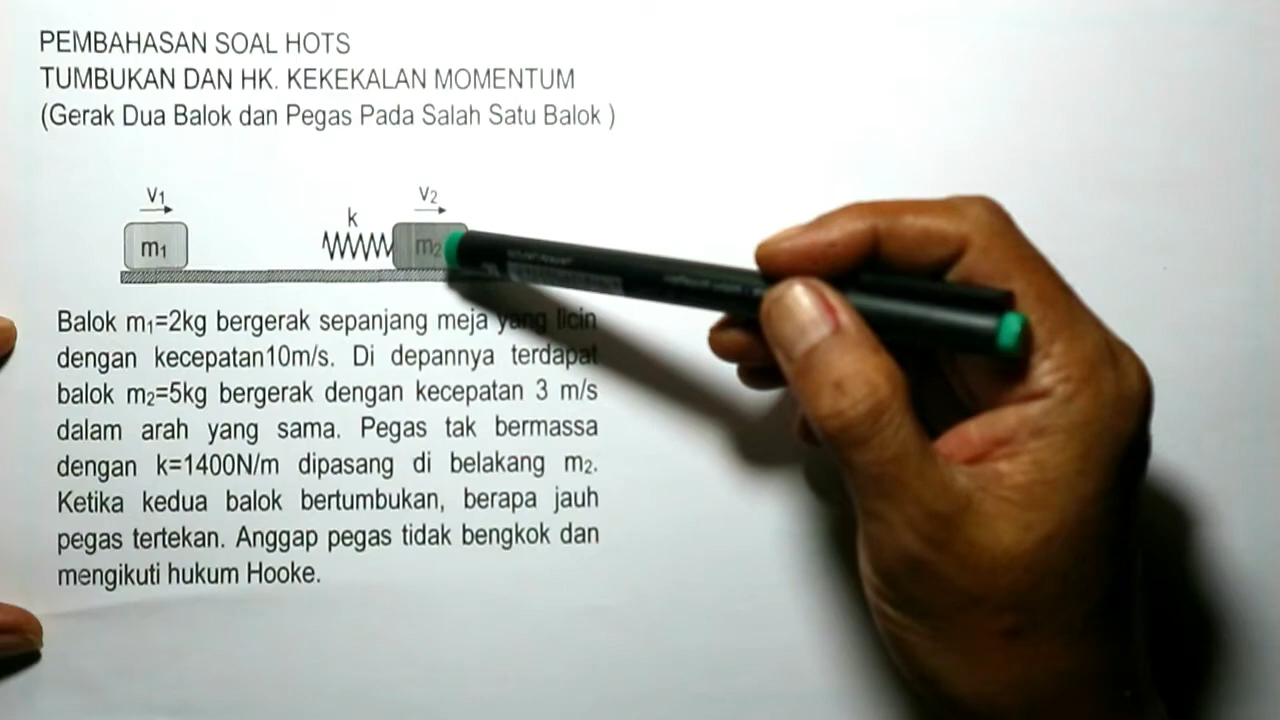 PEMBAHASAN SOAL HOTS
TUMBUKAN DAN HK. KEKEKALAN MOMENTUM
(Gerak Dua Balok dan Pegas Pada Salah Satu Balok )
V1
V2
k
m1
m2
Balok m1=2kg bergerak sepanjang meja yang licin
dengan kecepatan10m/s. Di depannya terdapat
balok m2=5kg bergerak dengan kecepatan 3 m/s
dalam arah yang sama. Pegas tak bermassa
dengan k=1400N/m dipasang di belakang m2.
Ketika kedua balok bertumbukan, berapa jauh
pegas tertekan. Anggap pegas tidak bengkok dan
mengikuti hukum Hooke.